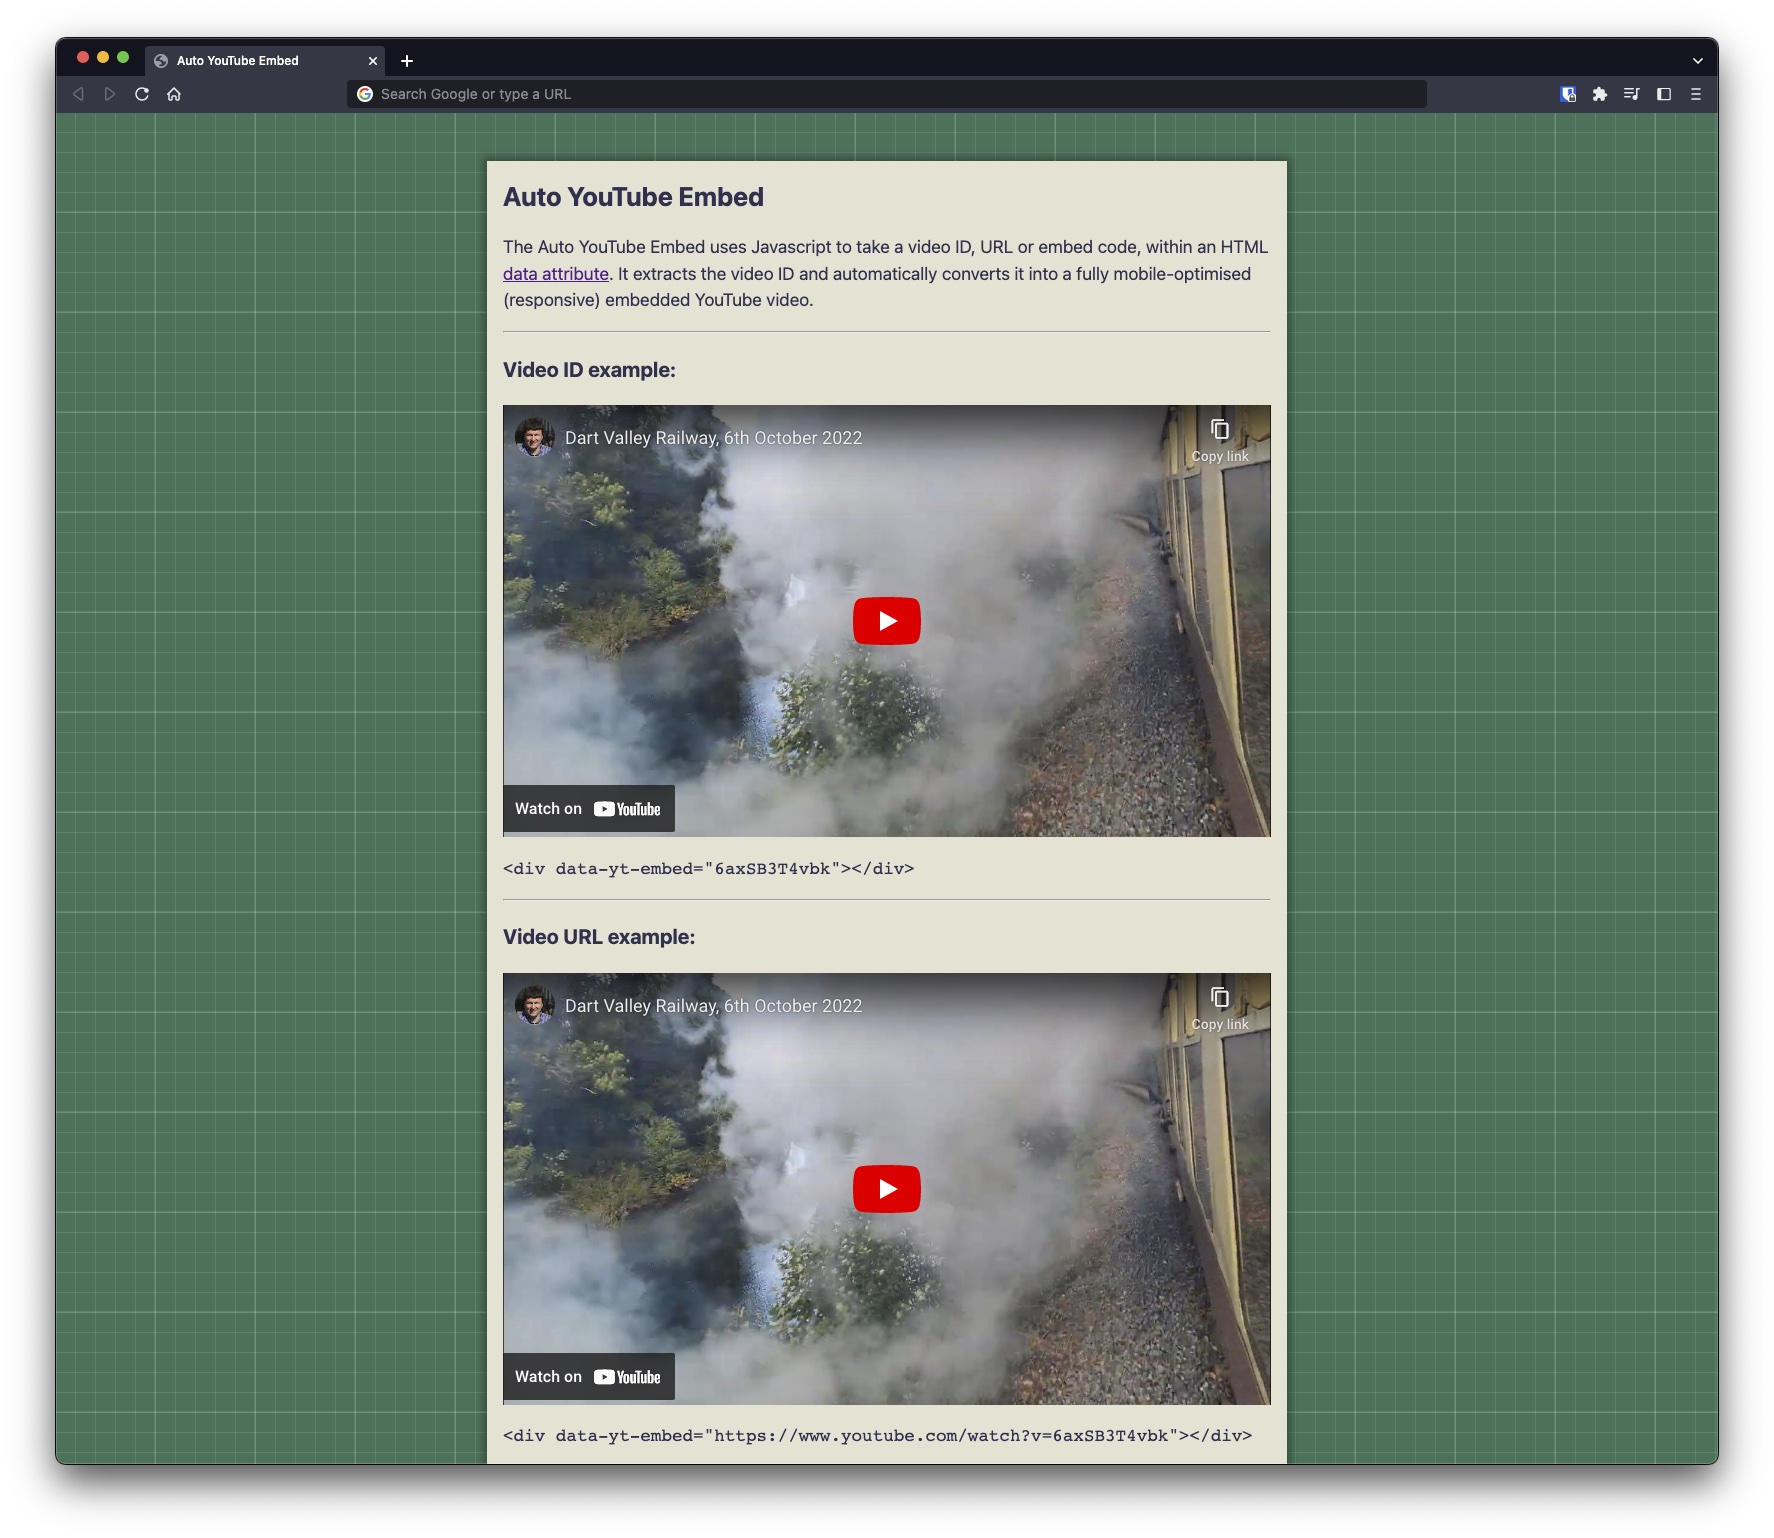 Auto YouTube Embed
Search Google or type a URL
Auto YouTube Embed
The Auto YouTube Embed uses Javascript to take a video ID, URL or embed code, within an HTML
data attribute. It extracts the video ID and automatically converts it into a fully mobile-optimised
(responsive) embedded YouTube video.
Video ID example:
Dart Valley Railway, 6th October 2022
Copy link
Watch on YouTube
<div data-yt-embed="6axSB3T4vbk"></div>
Video URL example:
Dart Valley Railway, 6th October 2022
Copy link
Watch on YouTube
<div data-yt-embed="https://www.youtube.com/watch?v=6axSB3T4vbk"></div>